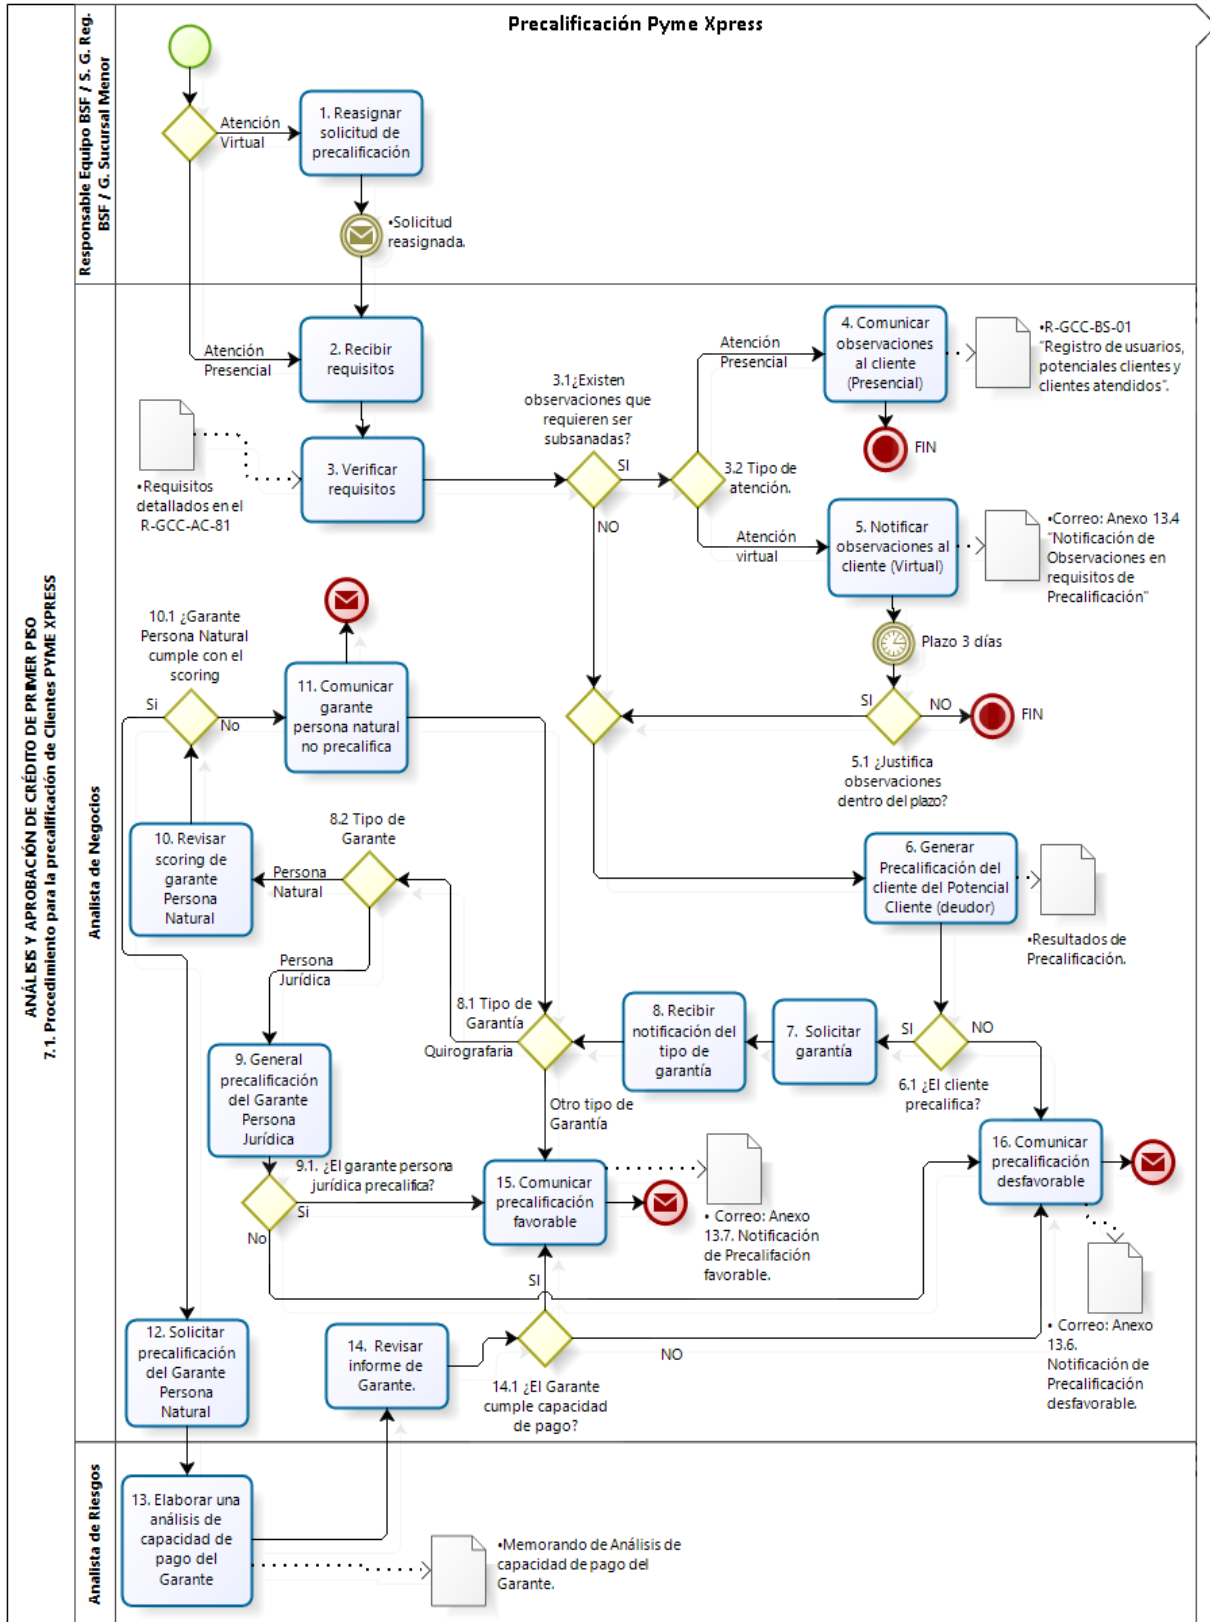 Precalificación Pyme Xpress
ANÁLISIS Y APROBACIÓN DE CRÉDITO DE PRIMER PISO
7.1. Procedimiento para la precalificación de Clientes PYME XPRESS
Responsable Equipo BSF / S. G. Reg.
BSF / G. Sucursal Menor
Atención
Virtual
1. Reasignar
solicitud de
precalificación
•Solicitud
reasignada.
Analista de Negocios
Atención
Presencial
2. Recibir
requisitos
•Requisitos
detallados en el
R-GCC-AC-81
3. Verificar
requisitos
3.1¿Existen
observaciones que
requieren ser
subsanadas?
SI
NO
3.2 Tipo de
atención.
Atención
Presencial
4. Comunicar
observaciones
al cliente
(Presencial)
•R-GCC-BS-01
"Registro de usuarios,
potenciales clientes y
clientes atendidos".
FIN
Atención
virtual
5. Notificar
observaciones al
cliente (Virtual)
•Correo: Anexo 13.4
"Notificación de
Observaciones en
requisitos de
Precalificación"
Plazo 3 días
SI
NO
FIN
5.1 ¿Justifica
observaciones
dentro del plazo?
10.1 ¿Garante
Persona Natural
cumple con el
scoring
Si
No
11. Comunicar
garante
persona natural
no precalifica
10. Revisar
scoring de
garante
Persona
Natural
8.2 Tipo de
Garante
Persona
Natural
Persona
Jurídica
6. Generar
Precalificación del
cliente del Potencial
Cliente (deudor)
•Resultados de
Precalificación.
8.1 Tipo de
Garantía
Quirografaria
8. Recibir
notificación del
tipo de
garantía
7. Solicitar
garantía
SI
NO
6.1 ¿El cliente
precalifica?
9. General
precalificación
del Garante
Persona
Jurídica
Otro tipo de
Garantía
9.1. ¿El garante persona
jurídica precalifica?
Si
No
15. Comunicar
precalificación
favorable
• Correo: Anexo
13.7. Notificación
de Precalifación
favorable.
16. Comunicar
precalificación
desfavorable
• Correo: Anexo
13.6.
Notificación de
Precalificación
desfavorable.
SI
NO
12. Solicitar
precalificación
del Garante
Persona
Natural
14. Revisar
informe de
Garante.
14.1 ¿El Garante
cumple capacidad
de pago?
Analista de Riesgos
13. Elaborar una
análisis de
capacidad de
pago del
Garante
•Memorando de Análisis de
capacidad de pago del
Garante.